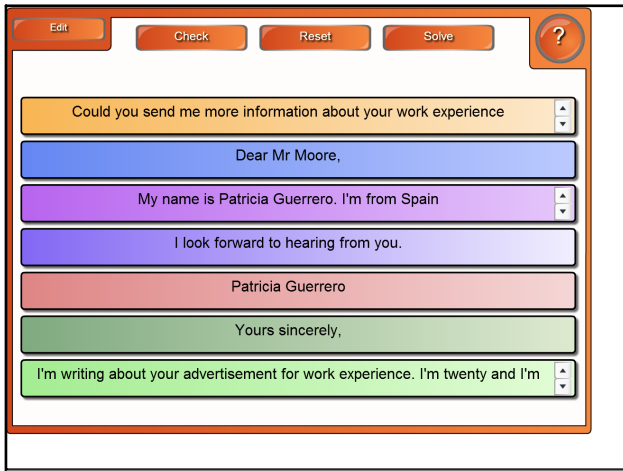 Edit
Check
Reset
Solve
?
Could you send me more information about your work experience
Dear Mr Moore,
My name is Patricia Guerrero. I'm from Spain
I look forward to hearing from you.
Patricia Guerrero
Yours sincerely,
I'm writing about your advertisement for work experience. I'm twenty and I'm